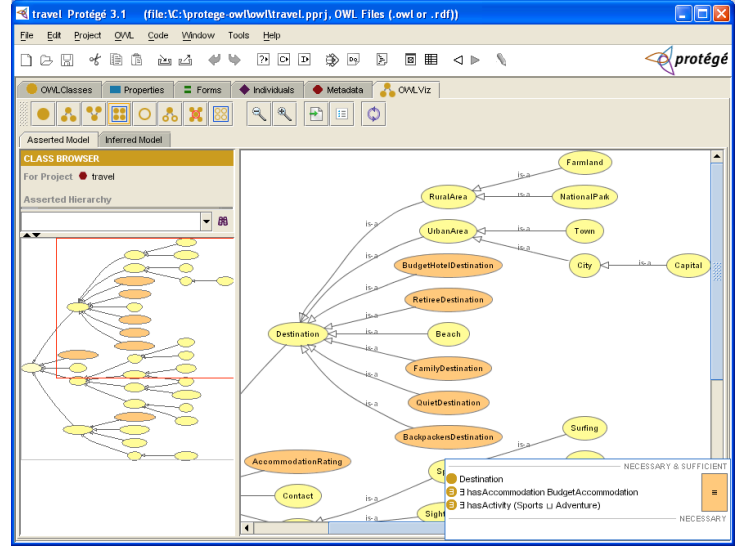 travel Protégé 3.1 (file:\C:\protege-owl\owl\travel.pprj, OWL Files (.owl or .rdf))
File Edit Project OWL Code Window Tools Help
protégé
OWLClasses Properties Forms Individuals Metadata OWLViz
Asserted Model Inferred Model
CLASS BROWSER
For Project travel
Asserted Hierarchy
Farmland
is-a
RuralArea
is-a
NationalPark
is-a
UrbanArea
is-a
Town
is-a
is-a
BudgetHotelDestination
City
is-a
Capital
is-a
RetireeDestination
is-a
Destination
is-a
Beach
is-a
FamilyDestination
is-a
QuietDestination
is-a
BackpackersDestination
Surfing
is-a
AccommodationRating
Sp
Contact
is-a
Sight
NECESSARY & SUFFICIENT
Destination
∃ hasAccommodation BudgetAccommodation
∃ hasActivity (Sports ⊔ Adventure)
≡
NECESSARY